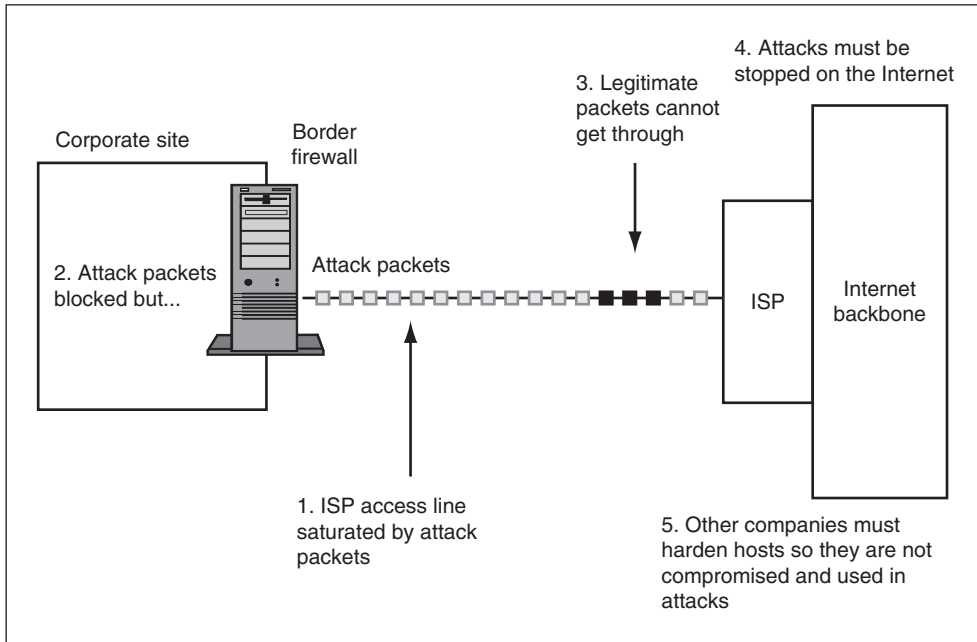 4. Attacks must be
stopped on the Internet
3. Legitimate
packets cannot
get through
Corporate site
Border
firewall
2. Attack packets
blocked but...
Attack packets
ISP
Internet
backbone
1. ISP access line
saturated by attack
packets
5. Other companies must
harden hosts so they are not
compromised and used in
attacks